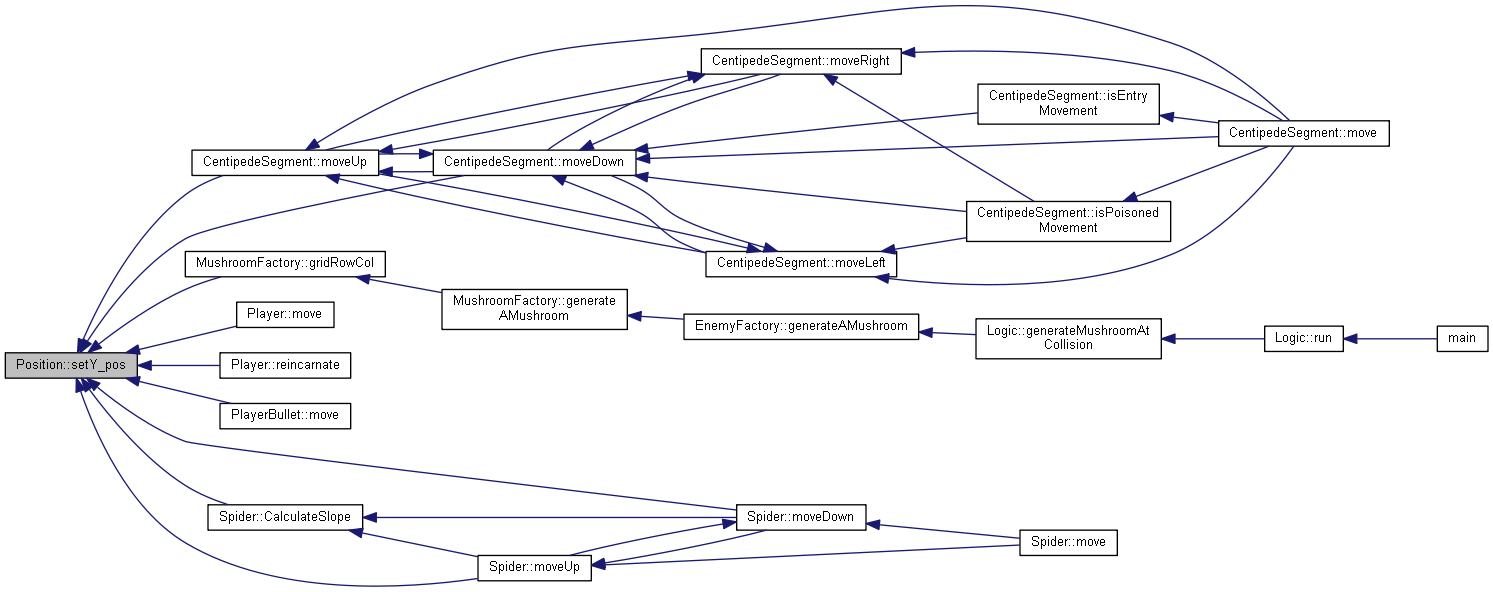 CentipedeSegment::moveRight
CentipedeSegment::isEntry
Movement
CentipedeSegment::move
CentipedeSegment::moveUp
CentipedeSegment::moveDown
CentipedeSegment::isPoisoned
Movement
CentipedeSegment::moveLeft
MushroomFactory::gridRowCol
MushroomFactory::generate
AMushroom
Player::move
EnemyFactory::generateAMushroom
Logic::generateMushroomAt
Collision
Logic::run
main
Position::setY_pos
Player::reincarnate
PlayerBullet::move
Spider::CalculateSlope
Spider::moveDown
Spider::move
Spider::moveUp